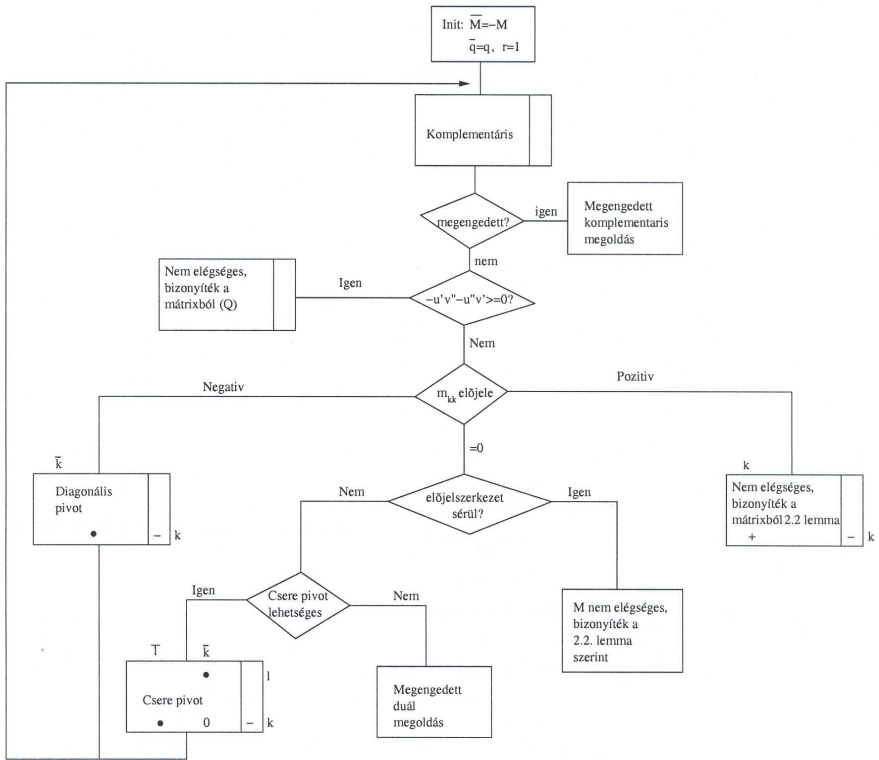 Init: M̅=−M
q̅=q, r=1
Komplementáris
megengedett?
igen
Megengedett
komplementaris
megoldás
nem
−u'v''−u''v'>=0?
Igen
Nem elégséges,
bizonyíték a
mátrixból (Q)
Nem
m_kk előjele
Negativ
Pozitiv
=0
k̅
Diagonális
pivot
•
− k
k
Nem elégséges,
bizonyíték a
mátrixból 2.2 lemma
+ − k
előjelszerkezet
sérül?
Nem
Igen
Csere pivot
lehetséges
Igen
Nem
M nem elégséges,
bizonyíték a
2.2. lemma
szerint
T k̅
• l
Csere pivot
• 0 − k
Megengedett
duál
megoldás